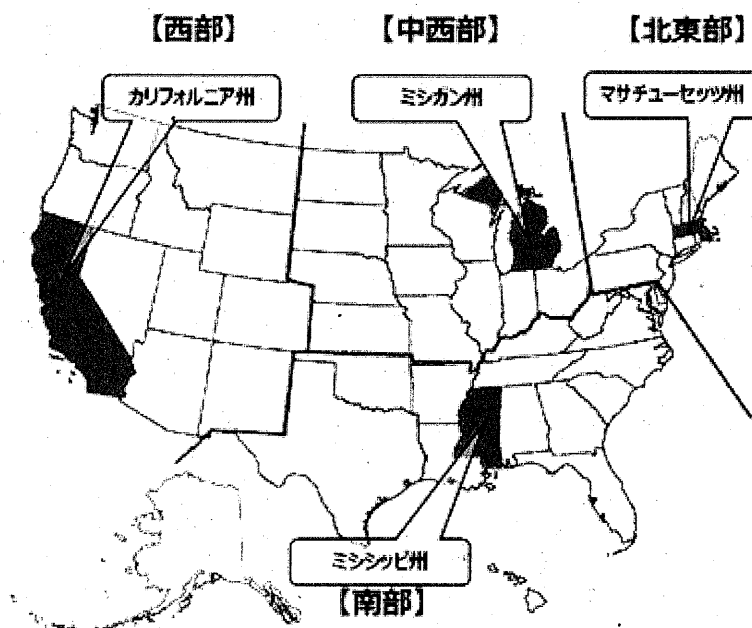 【西部】
【中西部】
【北東部】
カリフォルニア州
ミシガン州
マサチューセッツ州
ミシシッピ州
【南部】